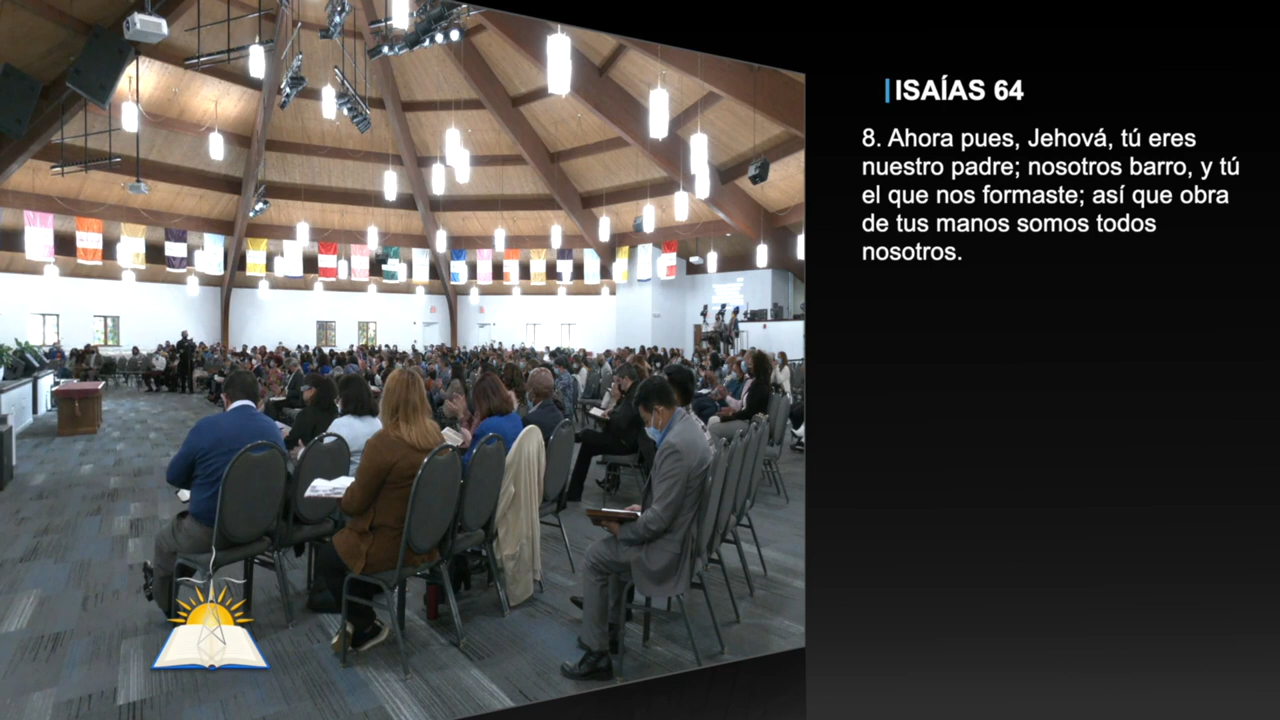 ISAÍAS 64
8. Ahora pues, Jehová, tú eres
nuestro padre; nosotros barro, y tú
el que nos formaste; así que obra
de tus manos somos todos
nosotros.